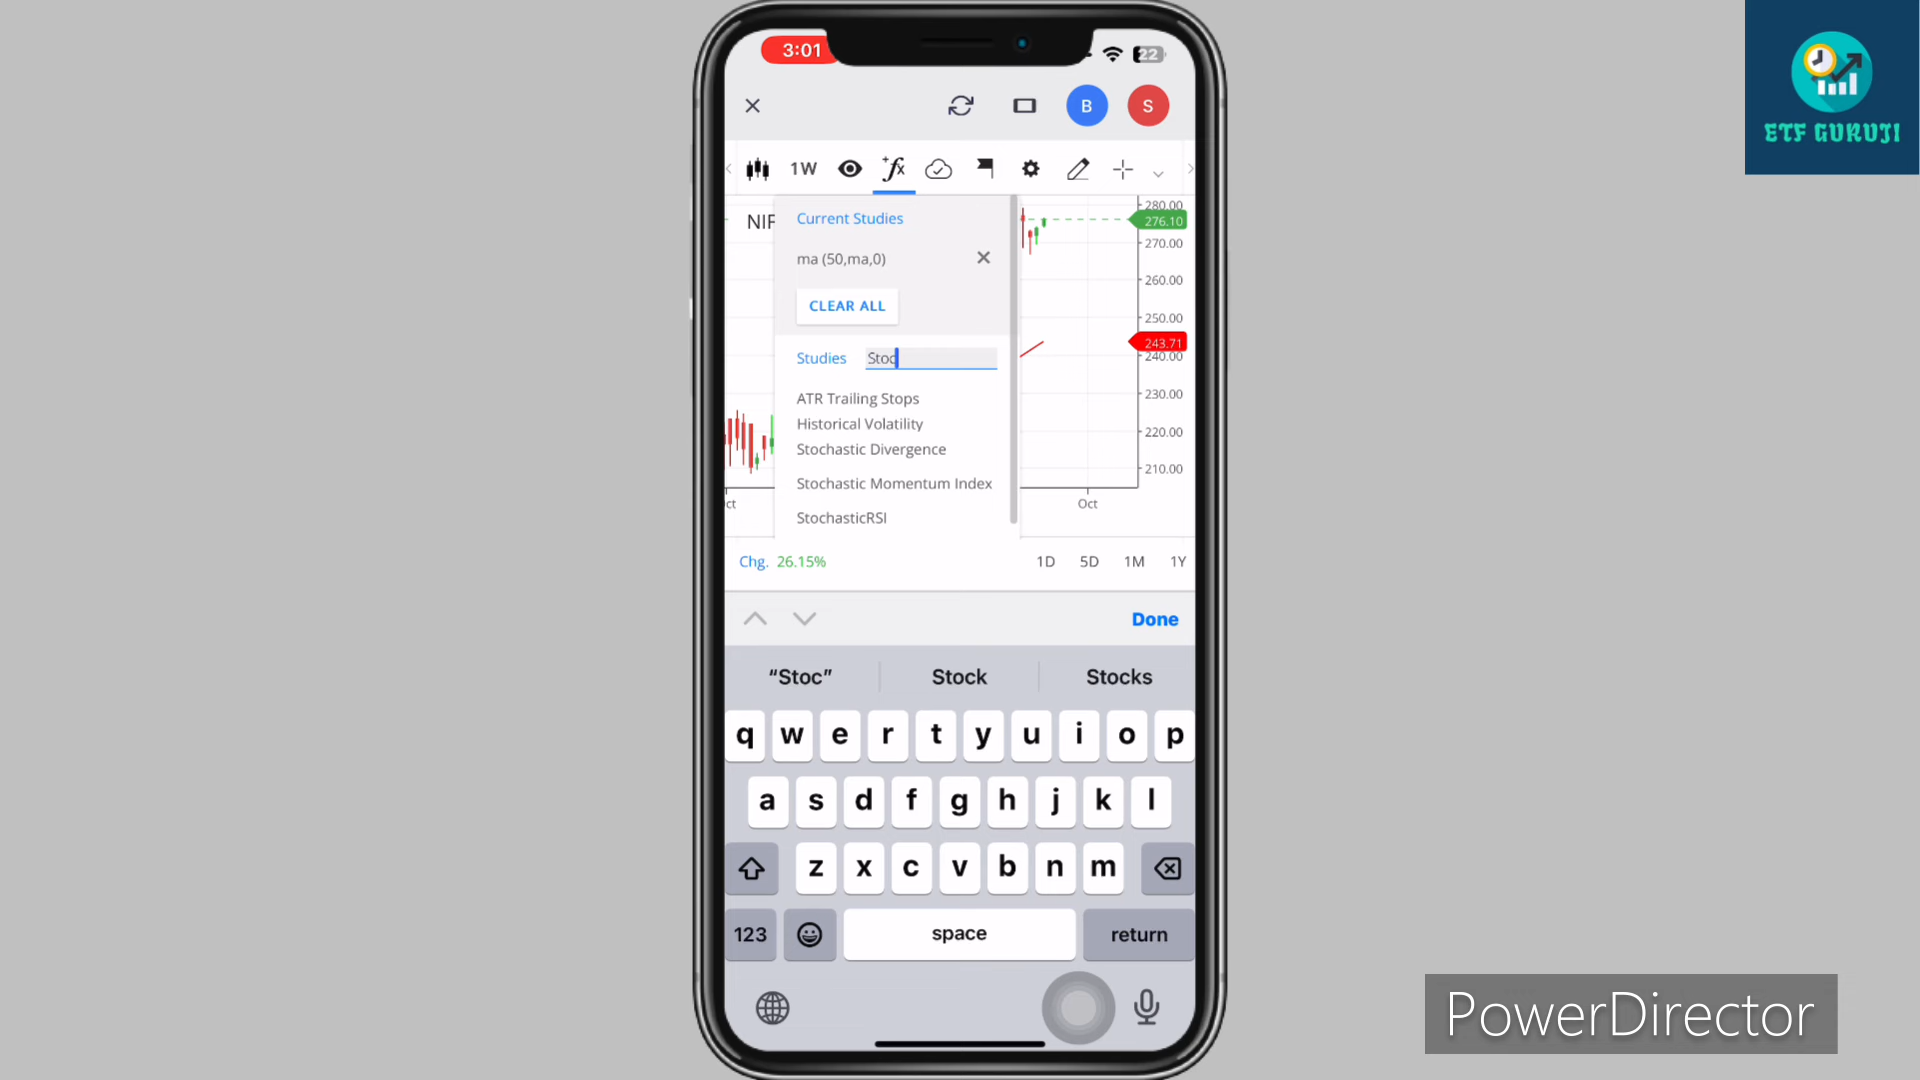 3:01
22
B
S
ETF GURUJI
1W
fx
NIF
Current Studies
ma (50,ma,0)
CLEAR ALL
Studies
Stoc
ATR Trailing Stops
Historical Volatility
Stochastic Divergence
Stochastic Momentum Index
StochasticRSI
280.00
276.10
270.00
260.00
250.00
243.71
240.00
230.00
220.00
210.00
ct
Oct
Chg. 26.15%
1D 5D 1M 1Y
Done
“Stoc” Stock Stocks
q w e r t y u i o p
a s d f g h j k l
z x c v b n m
123 space return
PowerDirector